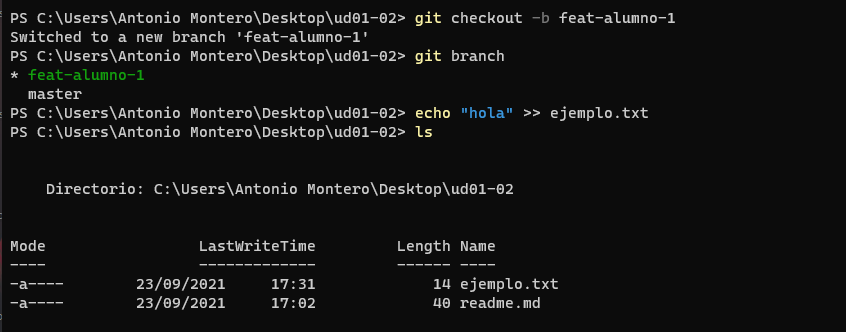 PS C:\Users\Antonio Montero\Desktop\ud01-02> git checkout -b feat-alumno-1
Switched to a new branch 'feat-alumno-1'
PS C:\Users\Antonio Montero\Desktop\ud01-02> git branch
* feat-alumno-1
  master
PS C:\Users\Antonio Montero\Desktop\ud01-02> echo "hola" >> ejemplo.txt
PS C:\Users\Antonio Montero\Desktop\ud01-02> ls
    Directorio: C:\Users\Antonio Montero\Desktop\ud01-02
Mode                 LastWriteTime         Length Name
----                 -------------         ------ ----
-a----        23/09/2021     17:31             14 ejemplo.txt
-a----        23/09/2021     17:02             40 readme.md